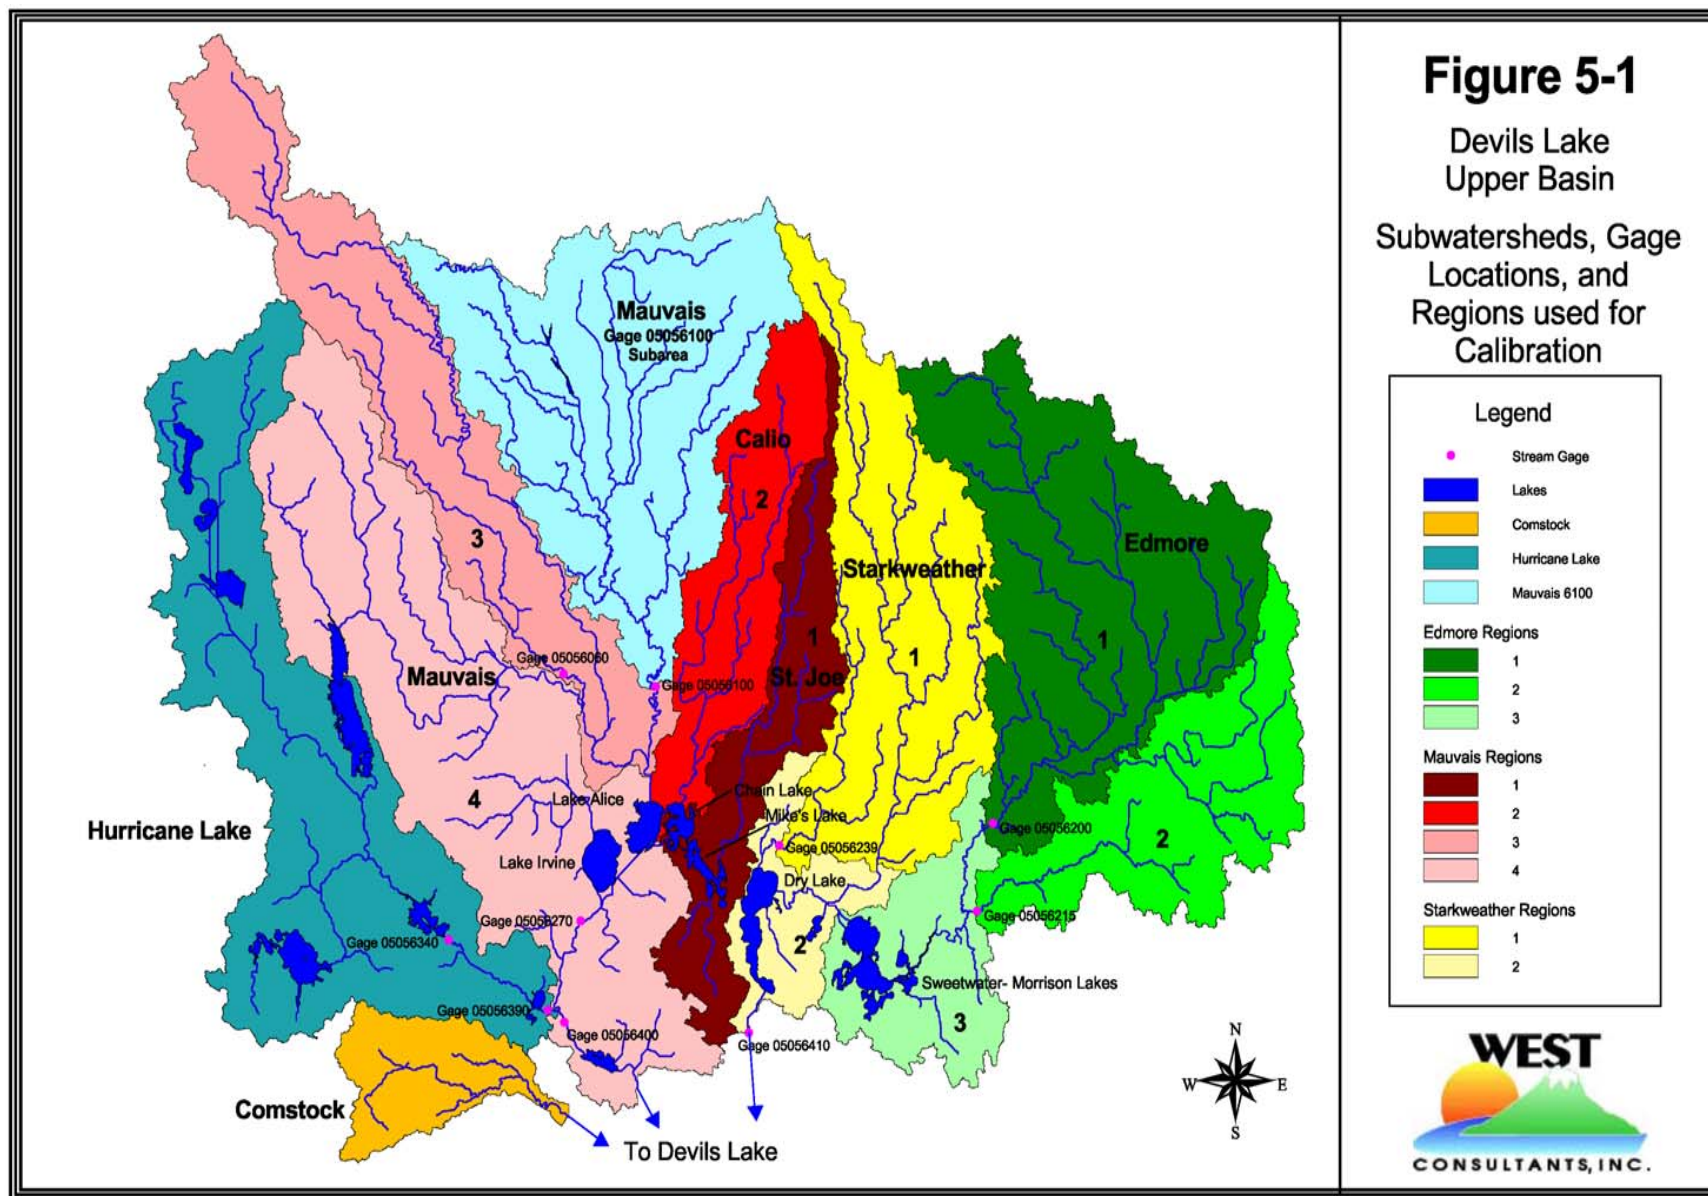 Figure 5-1
Devils Lake
Upper Basin
Subwatersheds, Gage
Locations, and
Regions used for
Calibration
Legend
Stream Gage
Lakes
Comstock
Hurricane Lake
Mauvais 6100
Edmore Regions
1
2
3
Mauvais Regions
1
2
3
4
Starkweather Regions
1
2
Mauvais
Gage 05056100
Subarea
Calio
2
3
Edmore
Starkweather
1
1
1
St. Joe
Gage 05056060
Mauvais
Gage 05056100
4
Lake Alice
Chain Lake
Mike's Lake
Hurricane Lake
Gage 05056200
2
Gage 05056239
Lake Irvine
Dry Lake
Gage 05056270
Gage 05056215
Gage 05056340
2
Sweetwater- Morrison Lakes
Gage 05056390
3
Gage 05056400
Gage 05056410
Comstock
To Devils Lake
N
W
E
S
WEST
CONSULTANTS, INC.